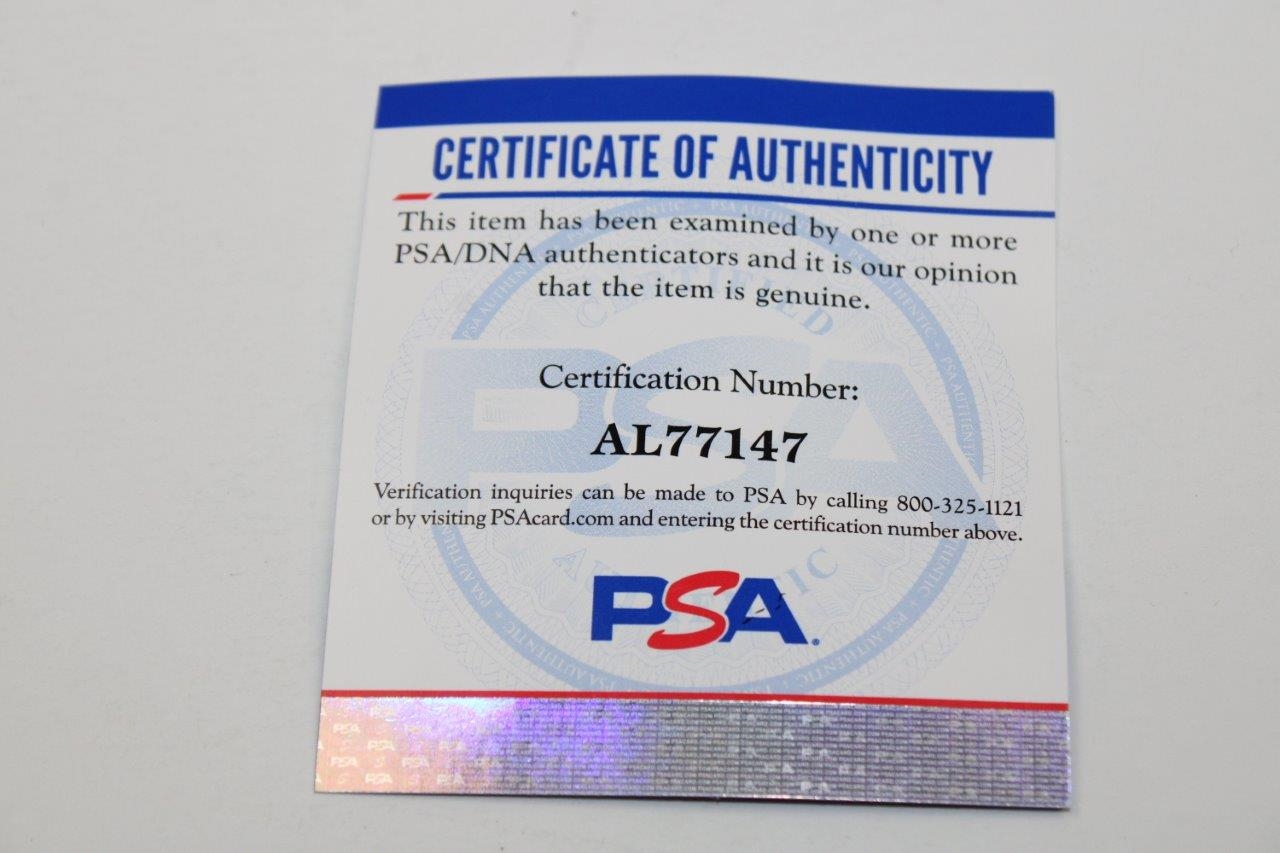 CERTIFICATE OF AUTHENTICITY
This item has been examined by one or more
PSA/DNA authenticators and it is our opinion
that the item is genuine.
CERTIFIED
Certification Number:
AL77147
Verification inquiries can be made to PSA by calling 800-325-1121
or by visiting PSAcard.com and entering the certification number above.
PSA